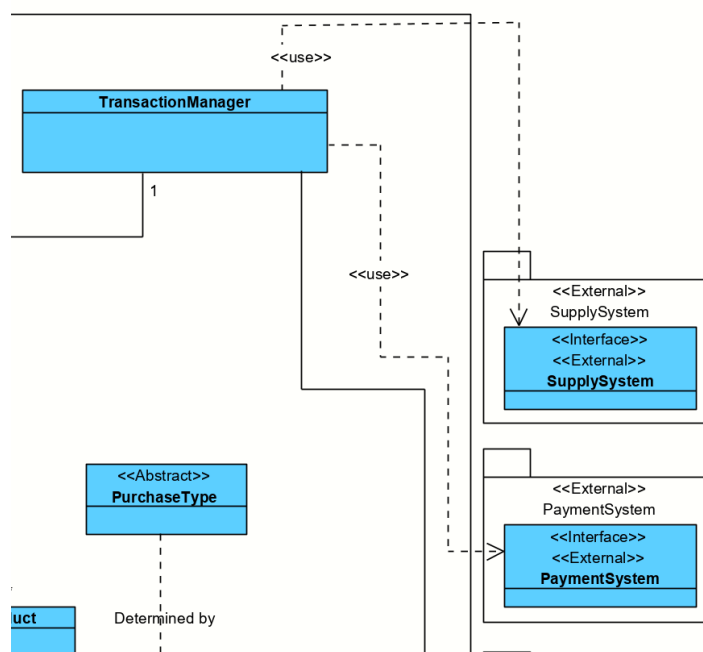 <<use>>
TransactionManager
1
<<use>>
<<External>>
SupplySystem
<<Interface>>
<<External>>
SupplySystem
<<Abstract>>
PurchaseType
<<External>>
PaymentSystem
<<Interface>>
<<External>>
PaymentSystem
uct
Determined by